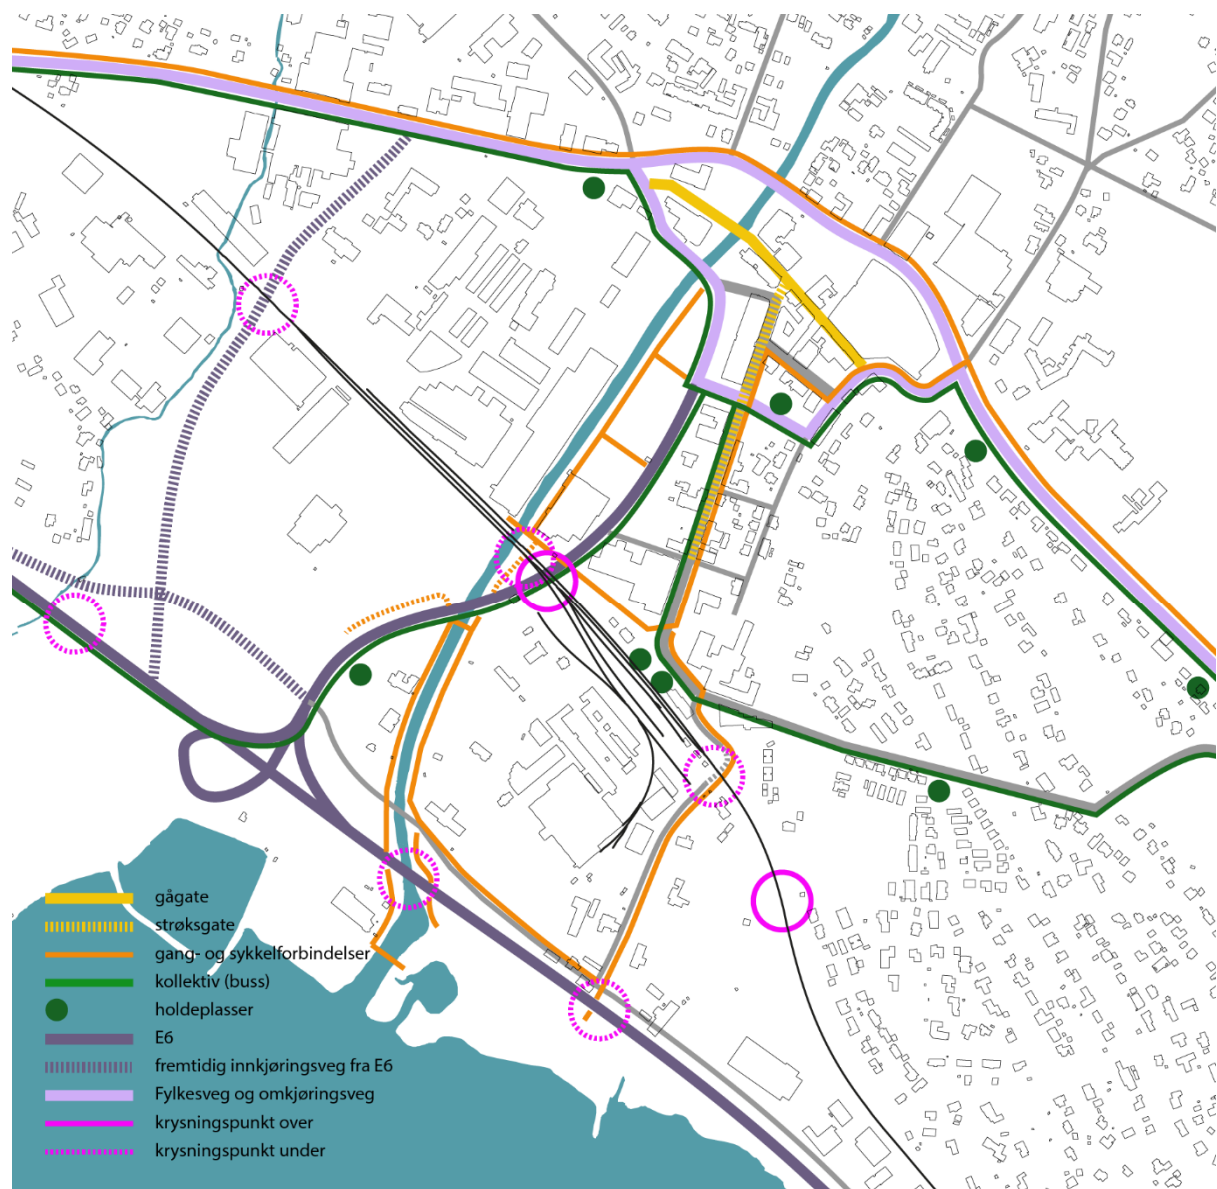 gågate
strøksgate
gang- og sykkelforbindelser
kollektiv (buss)
holdeplasser
E6
fremtidig innkjøringsveg fra E6
Fylkesveg og omkjøringsveg
krysningspunkt over
krysningspunkt under